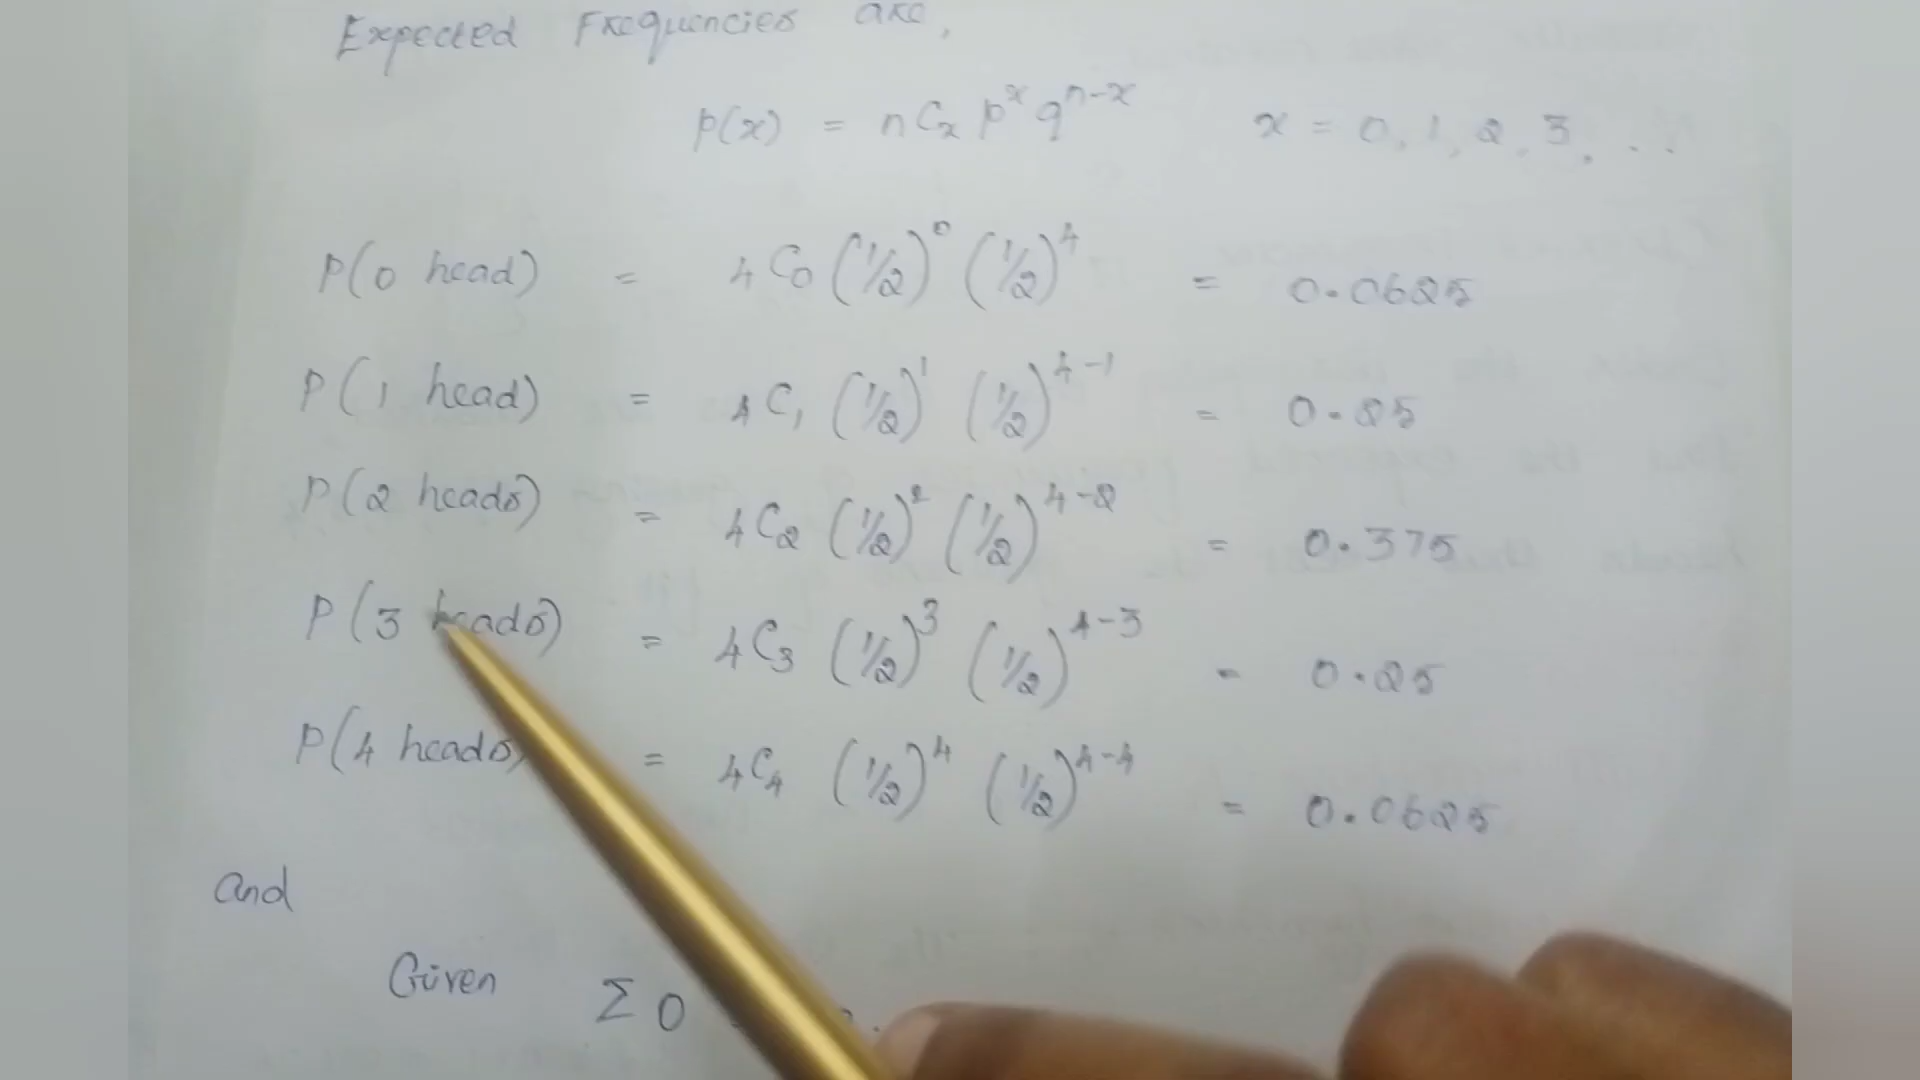 Expected Frequencies are,
p(x) = nCx p^x q^n-x x = 0, 1, 2, 3, ...
P(0 head) = 4C0 (1/2)^0 (1/2)^4 = 0.0625
P(1 head) = 4C1 (1/2)^1 (1/2)^4-1 = 0.25
P(2 heads) = 4C2 (1/2)^2 (1/2)^4-2 = 0.375
P(3 heads) = 4C3 (1/2)^3 (1/2)^4-3 = 0.25
P(4 heads) = 4C4 (1/2)^4 (1/2)^4-4 = 0.0625
and
Given Σ O